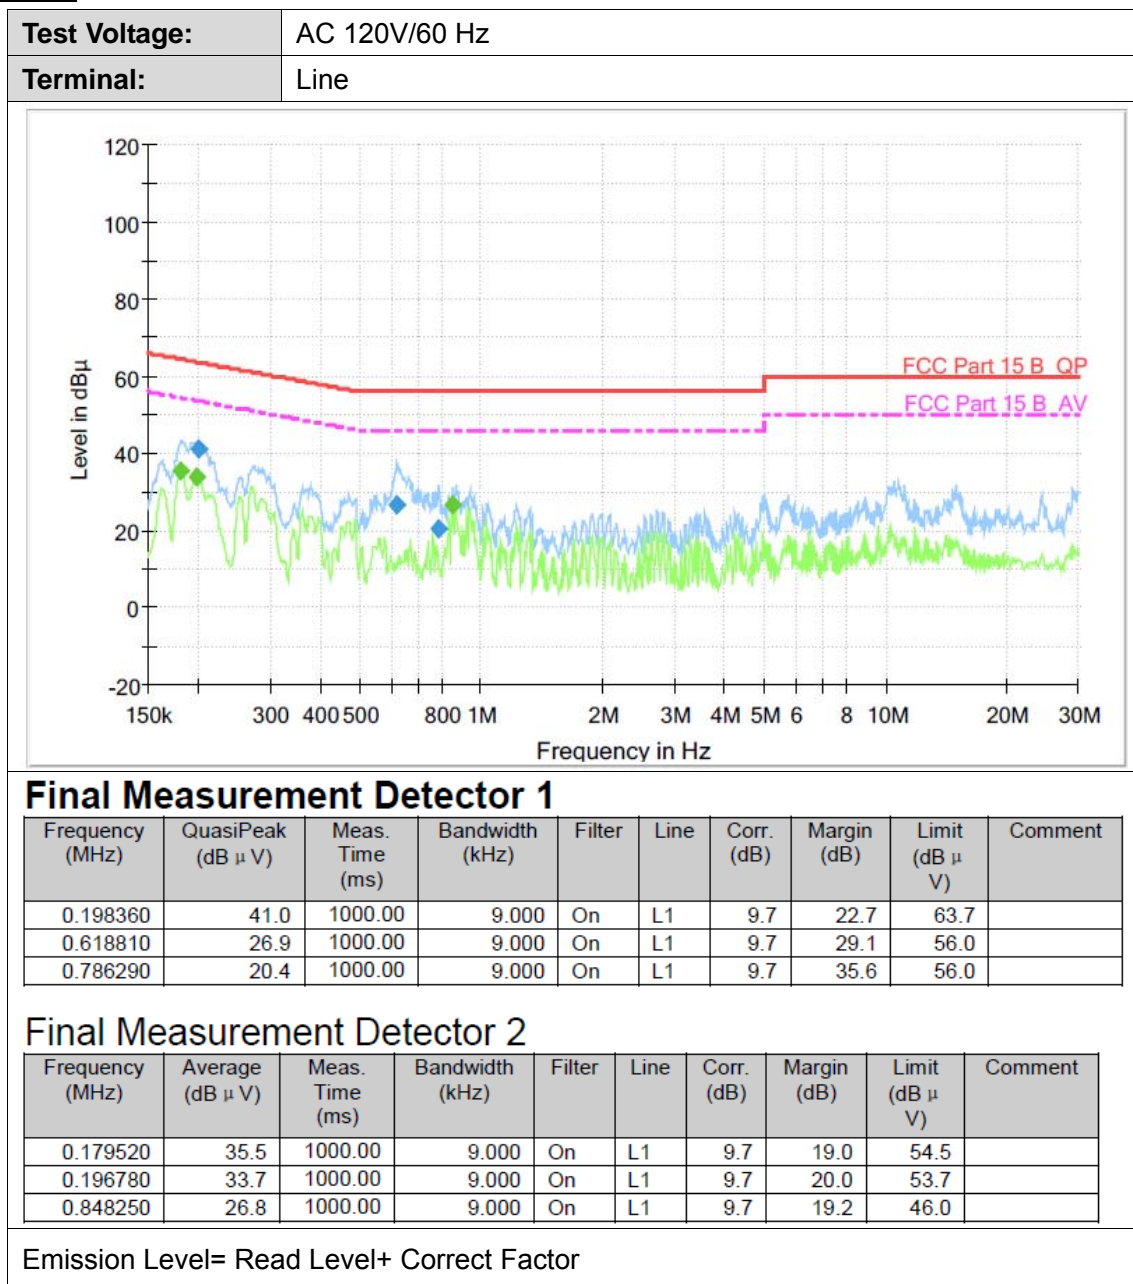 Test Voltage: AC 120V/60 Hz
Terminal: Line
120
100
80
60
40
20
0
-20
Level in dBµ
FCC Part 15 B QP
FCC Part 15 B AV
150k 300 400 500 800 1M 2M 3M 4M 5M 6 8 10M 20M 30M
Frequency in Hz
Final Measurement Detector 1
Frequency (MHz) QuasiPeak (dB µ V) Meas. Time (ms) Bandwidth (kHz) Filter Line Corr. (dB) Margin (dB) Limit (dB µ V) Comment
0.198360 41.0 1000.00 9.000 On L1 9.7 22.7 63.7
0.618810 26.9 1000.00 9.000 On L1 9.7 29.1 56.0
0.786290 20.4 1000.00 9.000 On L1 9.7 35.6 56.0
Final Measurement Detector 2
Frequency (MHz) Average (dB µ V) Meas. Time (ms) Bandwidth (kHz) Filter Line Corr. (dB) Margin (dB) Limit (dB µ V) Comment
0.179520 35.5 1000.00 9.000 On L1 9.7 19.0 54.5
0.196780 33.7 1000.00 9.000 On L1 9.7 20.0 53.7
0.848250 26.8 1000.00 9.000 On L1 9.7 19.2 46.0
Emission Level= Read Level+ Correct Factor